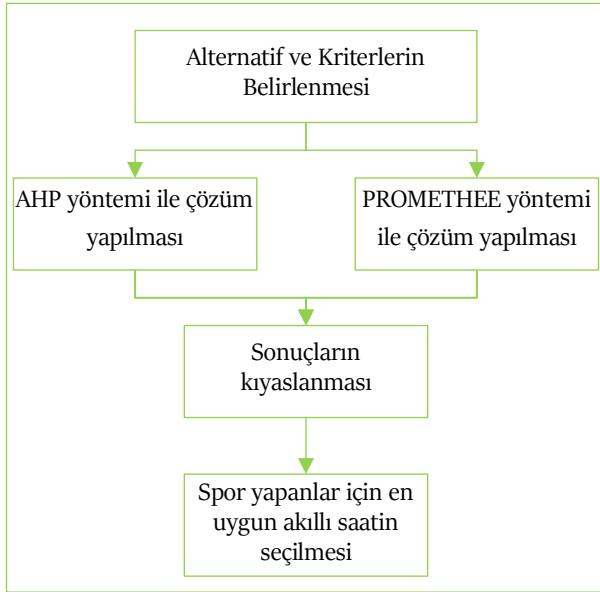 Alternatif ve Kriterlerin
Belirlenmesi
AHP yöntemi ile çözüm
yapılması
PROMETHEE yöntemi
ile çözüm yapılması
Sonuçların
kıyaslanması
Spor yapanlar için en
uygun akıllı saatin
seçilmesi